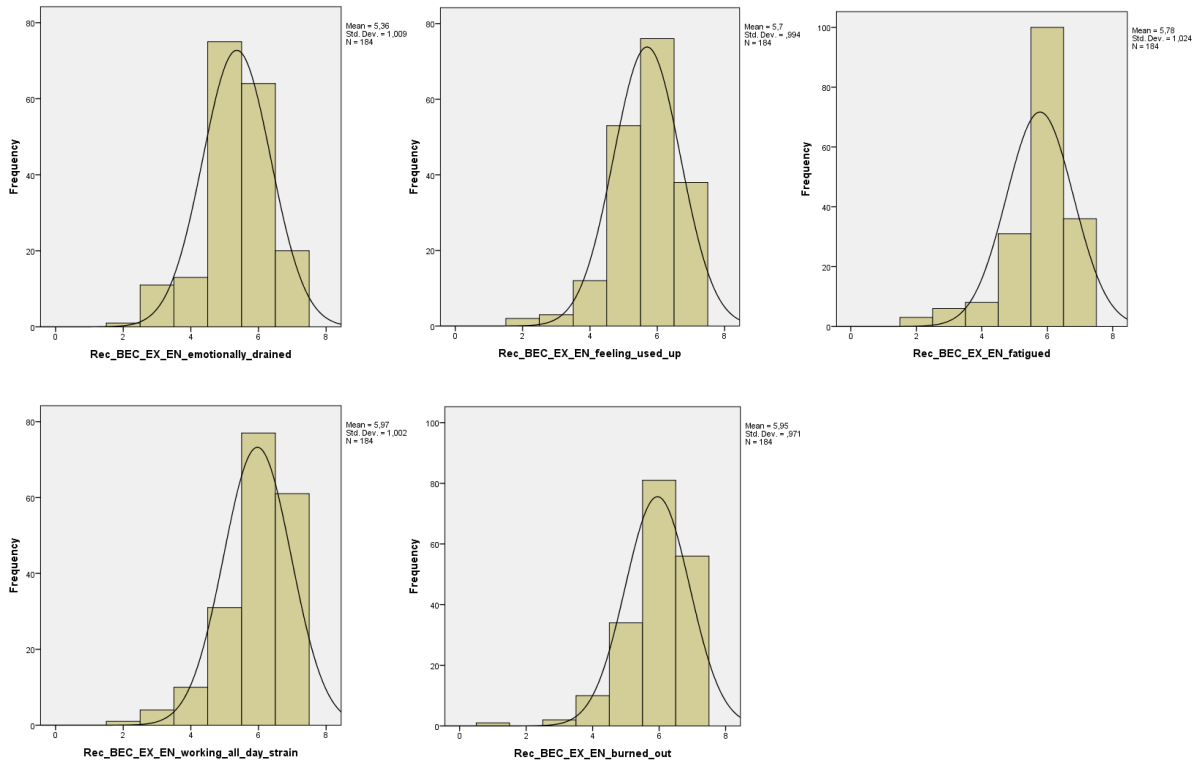 80
60
40
20
0
Frequency
0 2 4 6 8
Rec_BEC_EX_EN_emotionally_drained
Mean = 5,36
Std. Dev. = 1,009
N = 184
80
60
40
20
0
Frequency
0 2 4 6 8
Rec_BEC_EX_EN_feeling_used_up
Mean = 5,7
Std. Dev. = ,994
N = 184
100
80
60
40
20
0
Frequency
0 2 4 6 8
Rec_BEC_EX_EN_fatigued
Mean = 5,78
Std. Dev. = 1,024
N = 184
80
60
40
20
0
Frequency
0 2 4 6 8
Rec_BEC_EX_EN_working_all_day_strain
Mean = 5,97
Std. Dev. = 1,002
N = 184
100
80
60
40
20
0
Frequency
0 2 4 6 8
Rec_BEC_EX_EN_burned_out
Mean = 5,95
Std. Dev. = ,971
N = 184